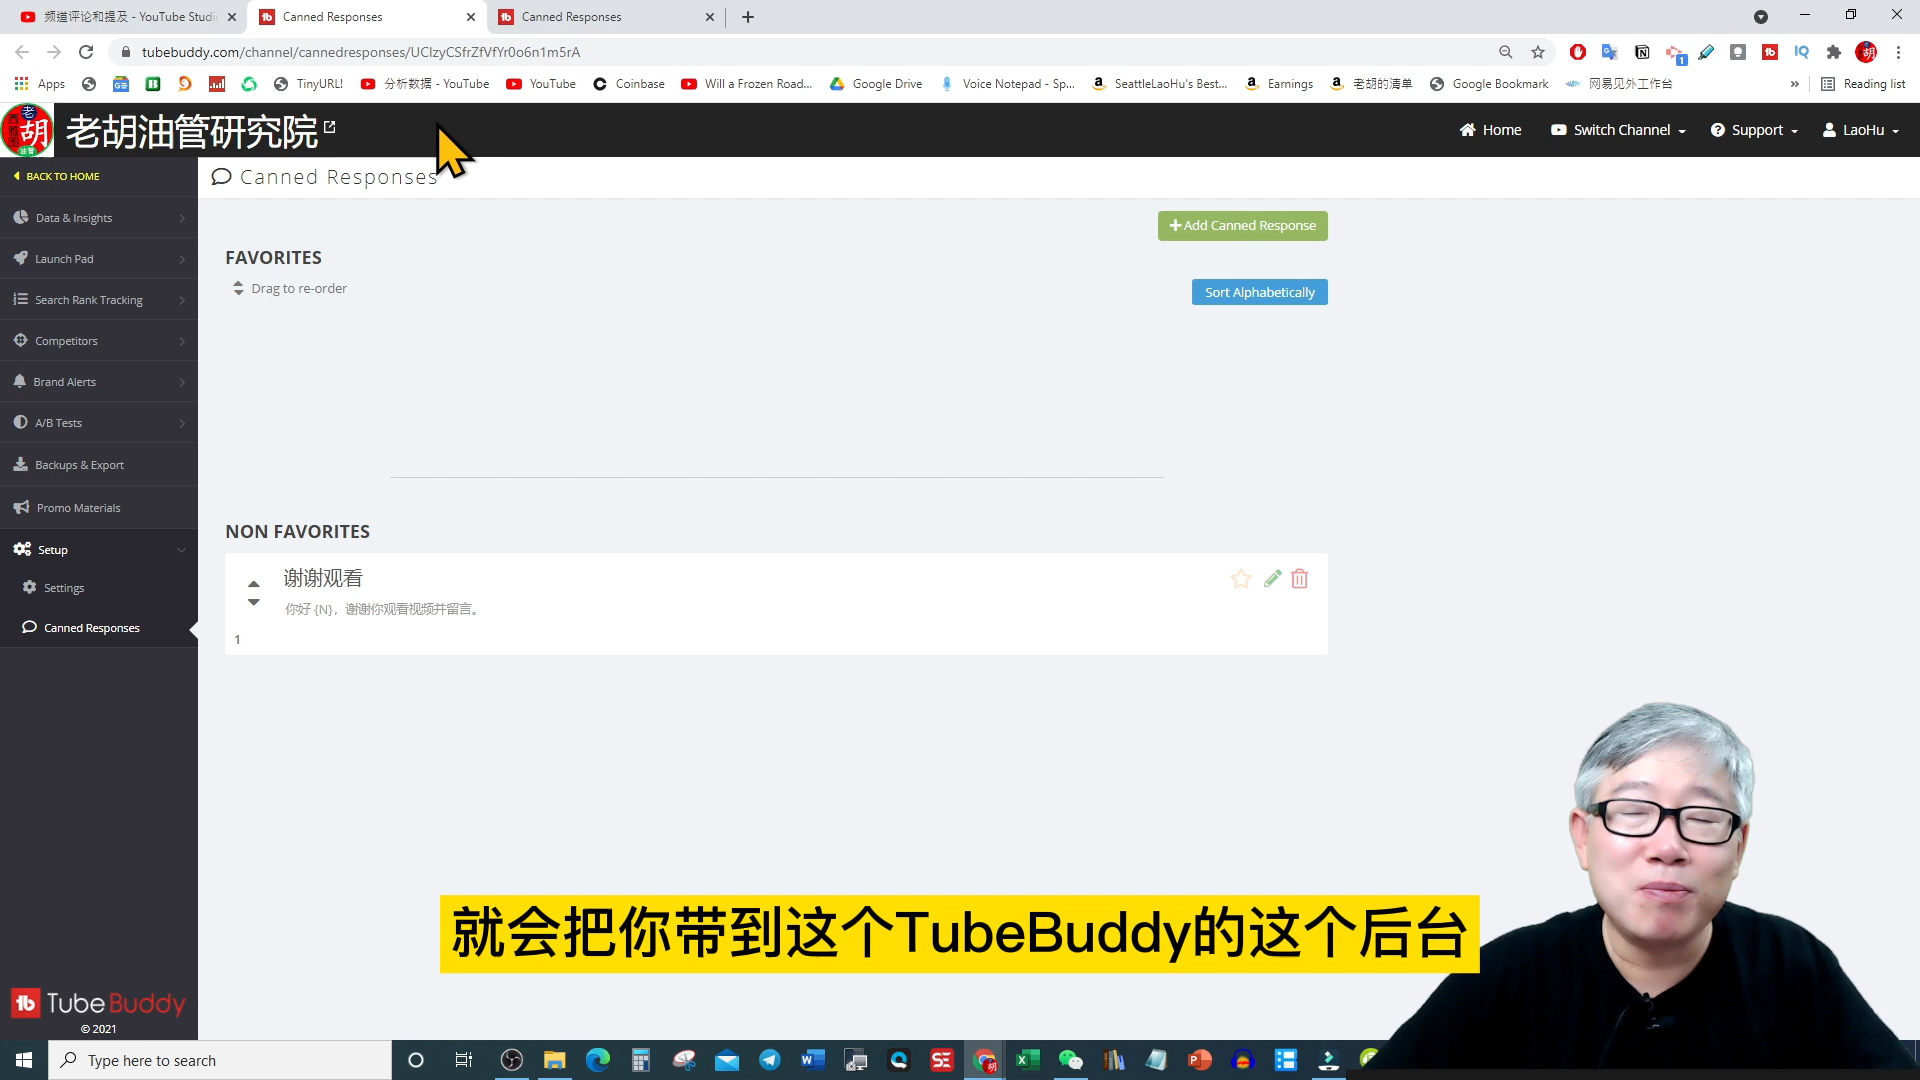 频道评论和提及 - YouTube Studi
Canned Responses
Canned Responses
tubebuddy.com/channel/cannedresponses/UCIzyCSfrZfVfYr0o6n1m5rA
Apps
TinyURL!
分析数据 - YouTube
YouTube
Coinbase
Will a Frozen Road...
Google Drive
Voice Notepad - Sp...
SeattleLaoHu's Best...
Earnings
老胡的清单
Google Bookmark
网易见外工作台
Reading list
老胡油管研究院
Home
Switch Channel
Support
LaoHu
BACK TO HOME
Canned Responses
Data & Insights
Launch Pad
Search Rank Tracking
Competitors
Brand Alerts
A/B Tests
Backups & Export
Promo Materials
Setup
Settings
Canned Responses
Add Canned Response
FAVORITES
Drag to re-order
Sort Alphabetically
NON FAVORITES
谢谢观看
你好 {N}，谢谢你观看视频并留言。
1
就会把你带到这个TubeBuddy的这个后台
TubeBuddy
© 2021
Type here to search